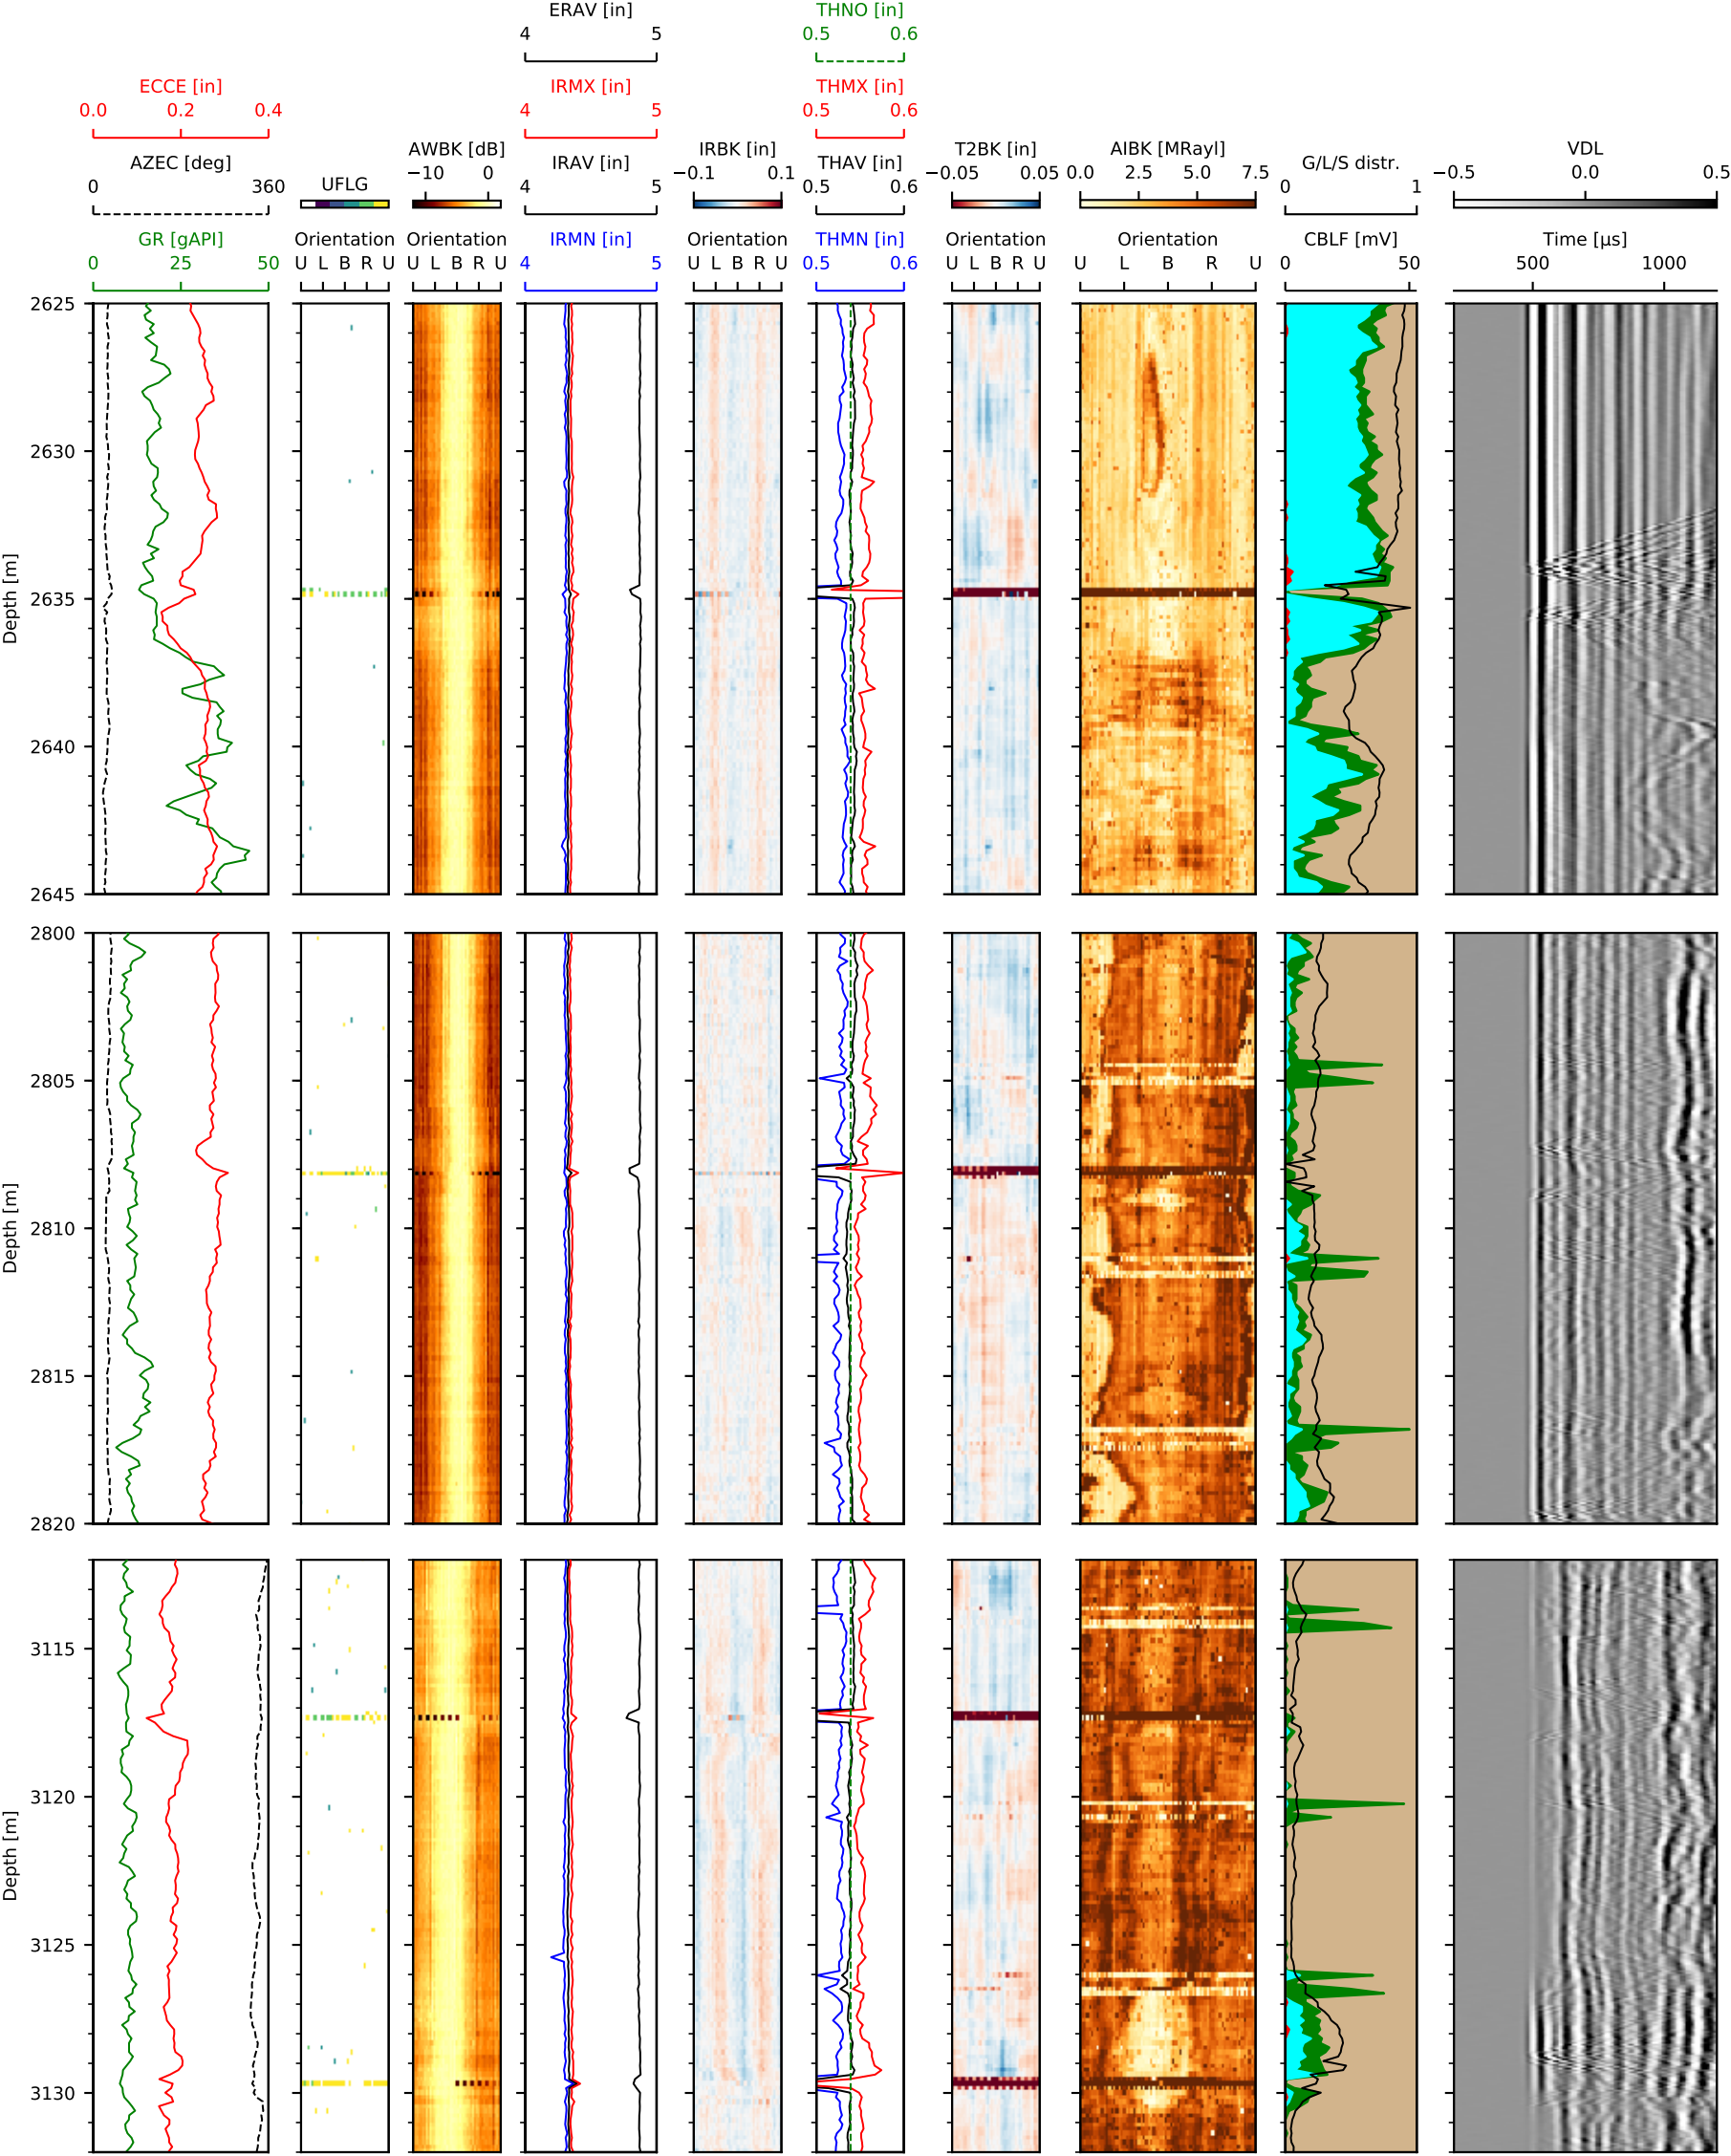 ERAV [in] THNO [in]
4 5 0.5 0.6
ECCE [in] IRMX [in] THMX [in]
0.0 0.2 0.4 4 5 0.5 0.6
AZEC [deg] UFLG AWBK [dB] IRAV [in] IRBK [in] THAV [in] T2BK [in] AIBK [MRayl] G/L/S distr. VDL
0 360 −10 0 4 5 −0.1 0.1 0.5 0.6 −0.05 0.05 0.0 2.5 5.0 7.5 0 1 −0.5 0.0 0.5
GR [gAPI] Orientation Orientation IRMN [in] Orientation THMN [in] Orientation Orientation CBLF [mV] Time [µs]
0 25 50 U L B R U U L B R U 4 5 U L B R U 0.5 0.6 U L B R U U L B R U 0 50 500 1000
2625
2630
2635
2640
2645
Depth [m]
2800
2805
2810
2815
2820
Depth [m]
3115
3120
3125
3130
Depth [m]